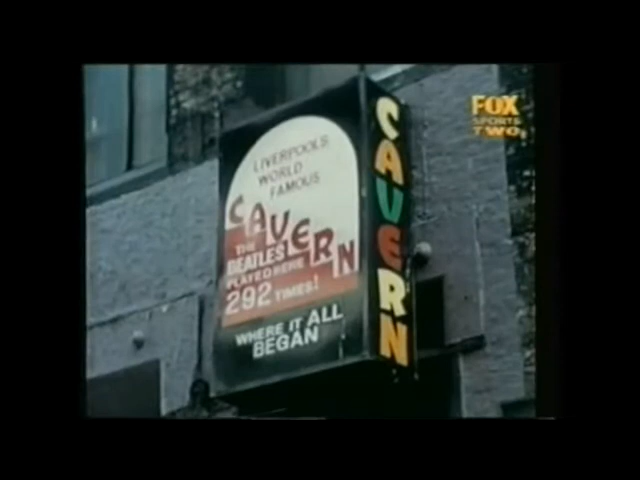 FOX
SPORTS
TWO
LIVERPOOL'S
WORLD
FAMOUS
CAVERN
THE
BEATLES
PLAYED HERE
292 TIMES!
WHERE IT ALL
BEGAN
CAVERN